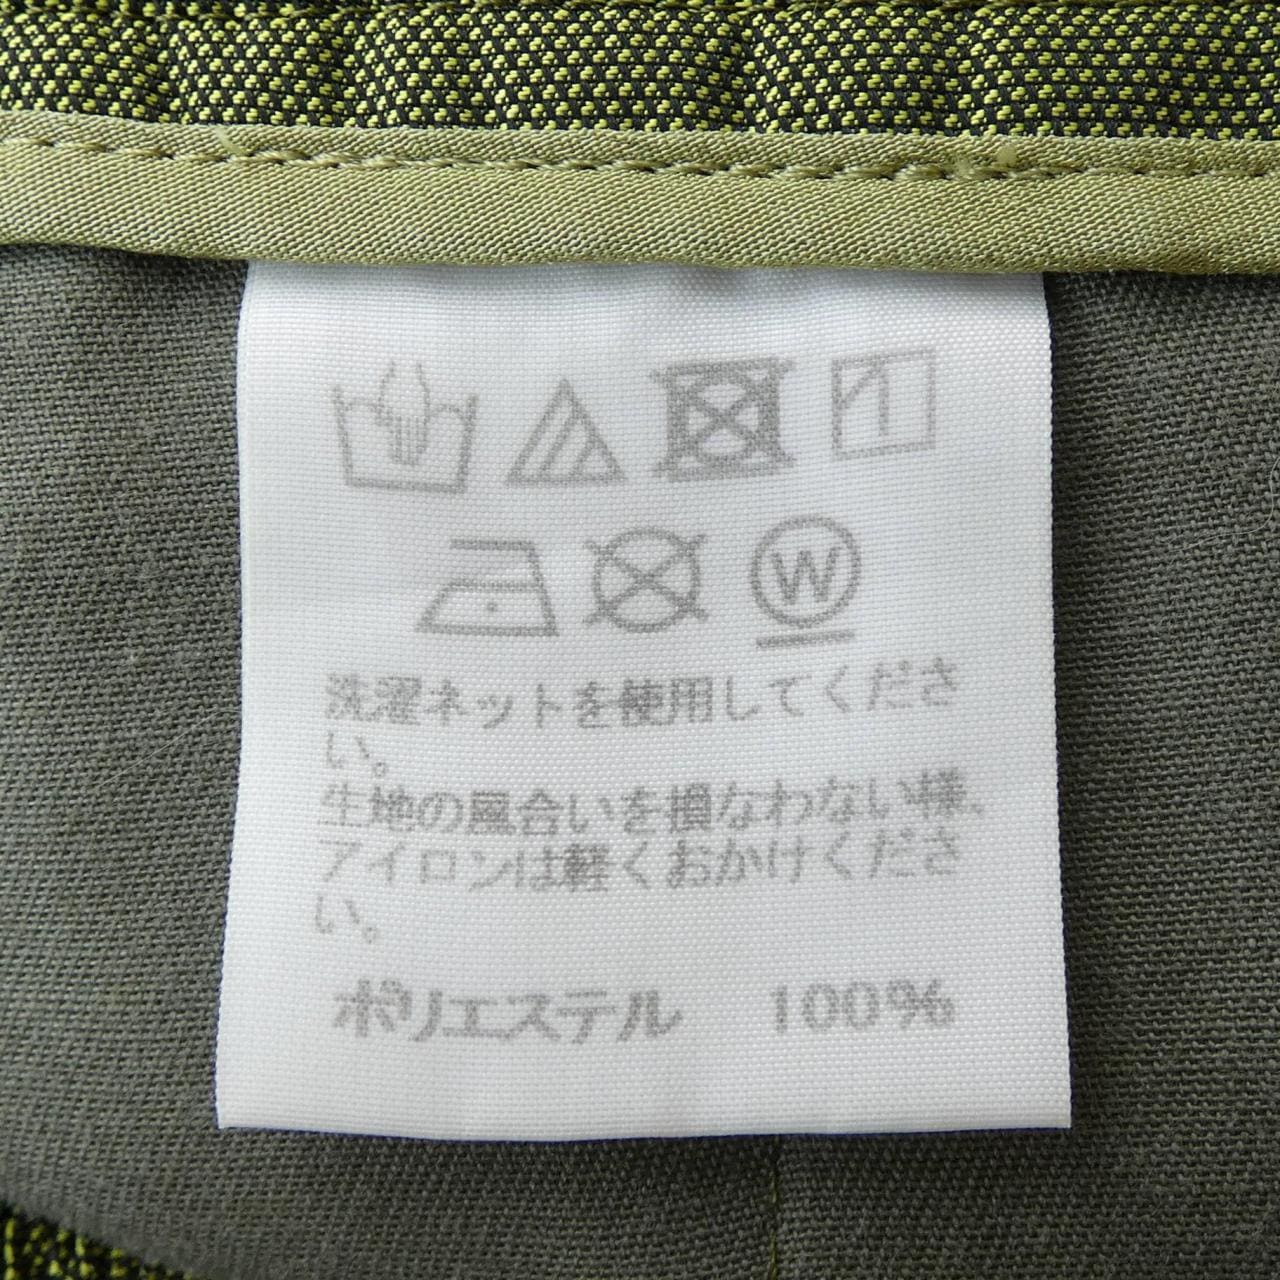 W
洗濯ネットを使用してくださ
い。
生地の風合いを損なわない様、
アイロンは軽くおかけくださ
い。
ポリエステル 100%